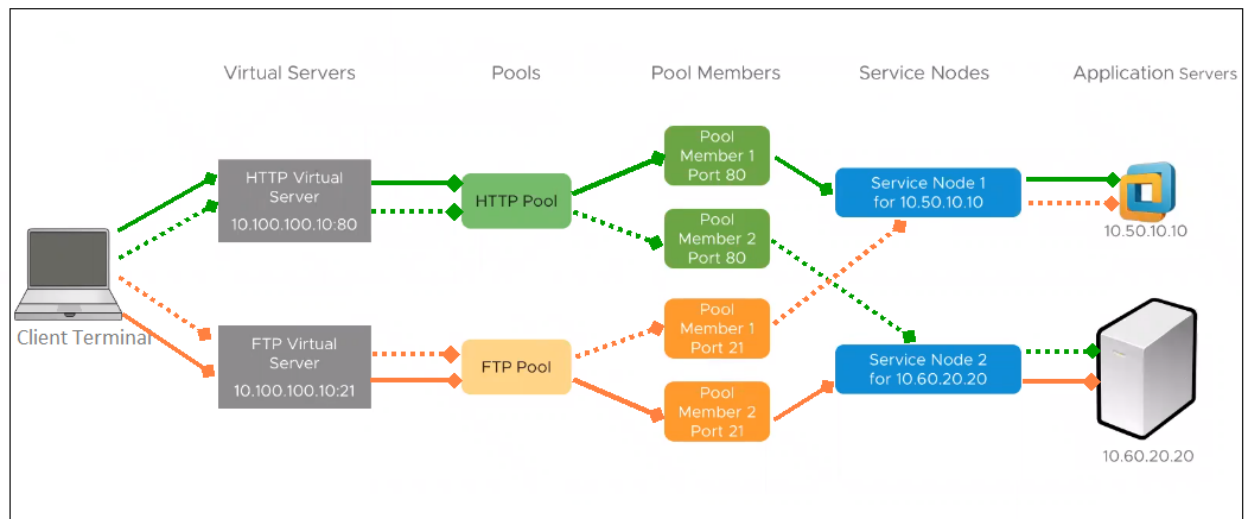 Virtual Servers
Pools
Pool Members
Service Nodes
Application Servers
HTTP Virtual
Server
10.100.100.10:80
HTTP Pool
Pool
Member 1
Port 80
Pool
Member 2
Port 80
Service Node 1
for 10.50.10.10
10.50.10.10
Client Terminar
FTP Virtual
Server
10.100.100.10:21
FTP Pool
Pool
Member 1
Port 21
Pool
Member 2
Port 21
Service Node 2
for 10.60.20.20
10.60.20.20